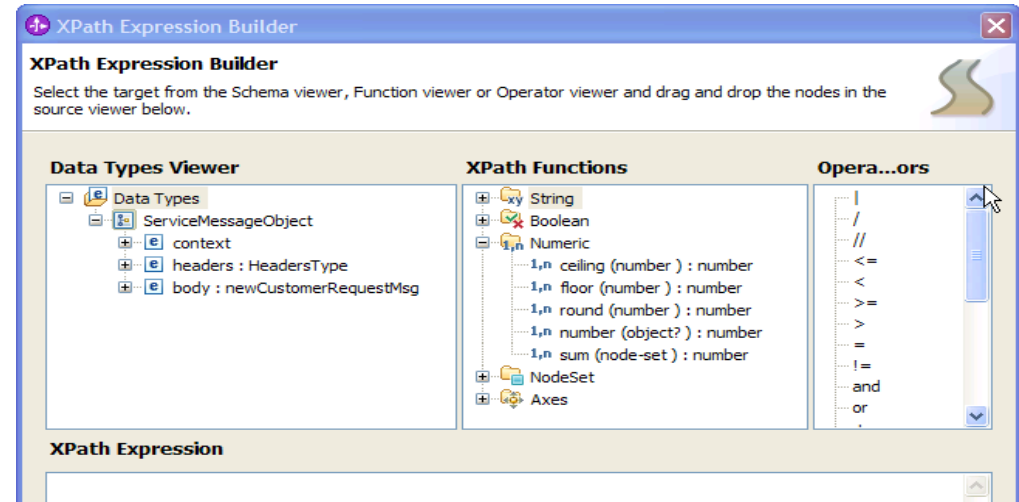 XPath Expression Builder
XPath Expression Builder
Select the target from the Schema viewer, Function viewer or Operator viewer and drag and drop the nodes in the
source viewer below.
Data Types Viewer
XPath Functions
Opera...ors
Data Types
ServiceMessageObject
context
headers : HeadersType
body : newCustomerRequestMsg
String
Boolean
Numeric
ceiling (number ) : number
floor (number ) : number
round (number ) : number
number (object? ) : number
sum (node-set ) : number
NodeSet
Axes
|
/
//
<=
<
>=
>
=
!=
and
or
XPath Expression